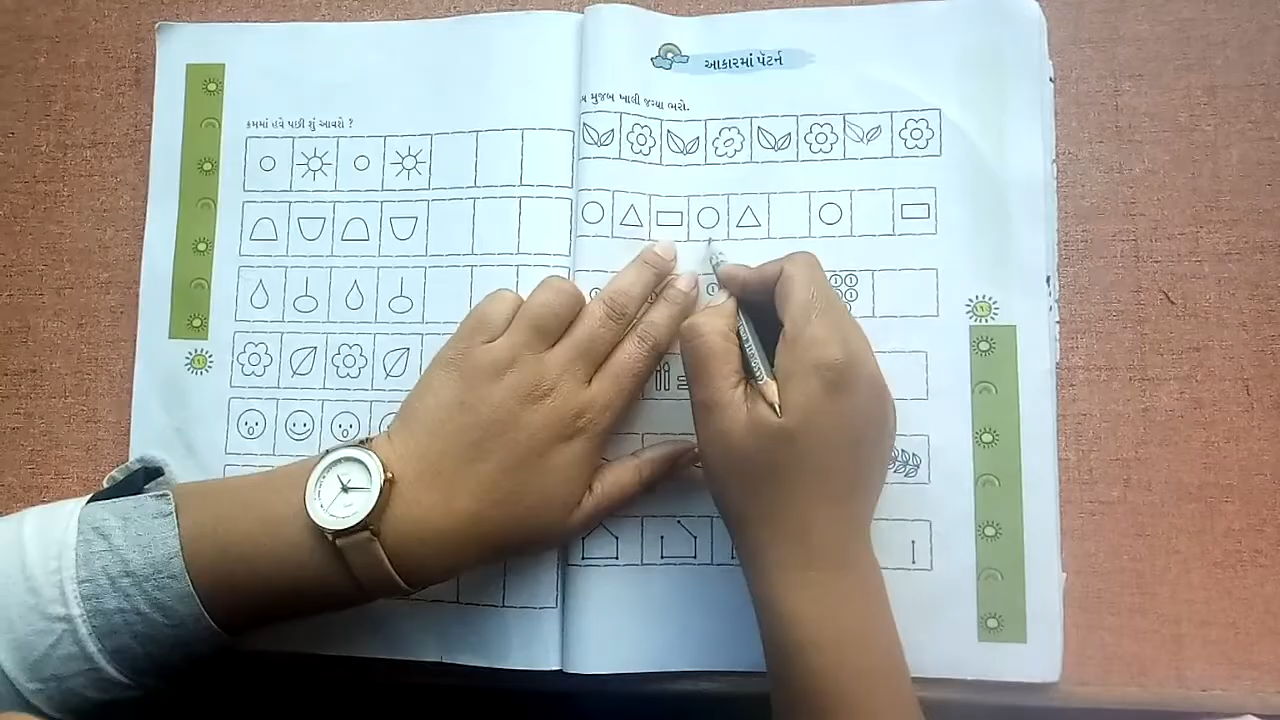 ક્રમમાં હવે પછી શું આવશે ?
આકારમાં પૅટર્ન
મુજબ ખાલી જગ્યા ભરો.